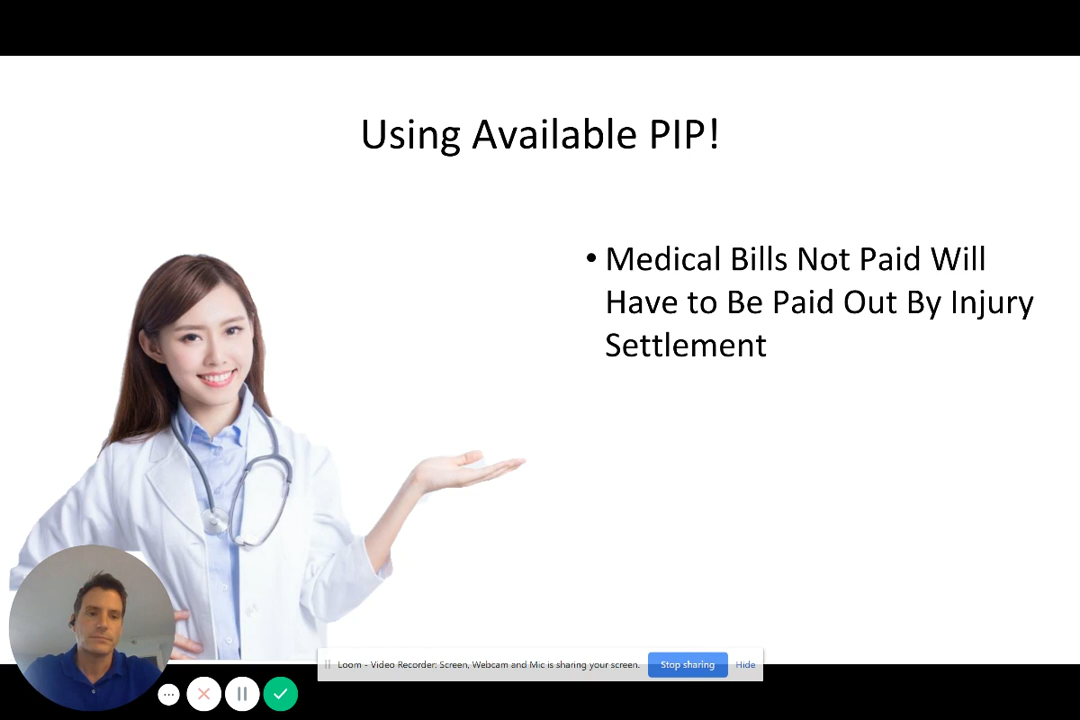 Using Available PIP!
• Medical Bills Not Paid Will
Have to Be Paid Out By Injury
Settlement
Loom - Video Recorder: Screen, Webcam and Mic is sharing your screen. Stop sharing Hide